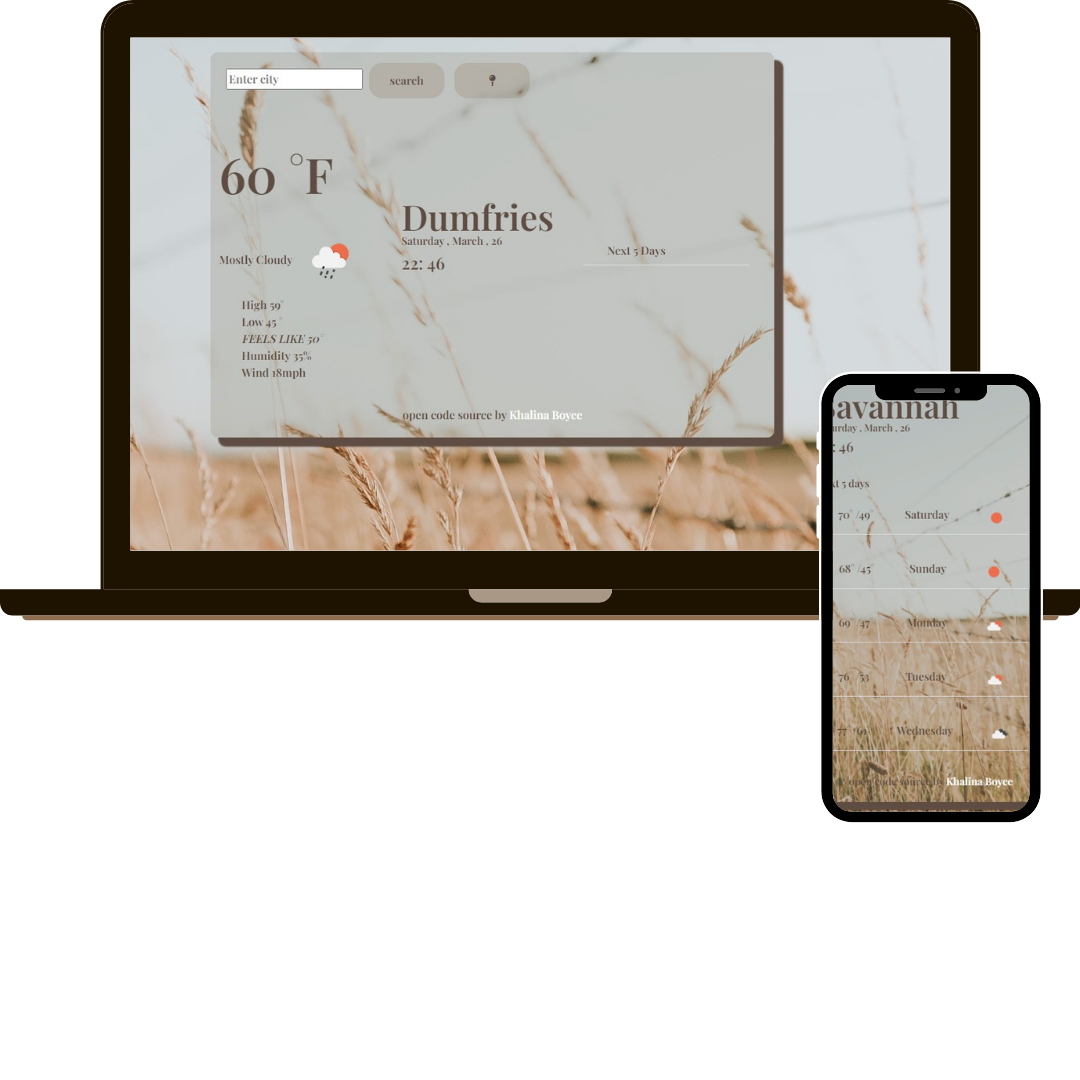 Enter city
search
60 °F
Mostly Cloudy
High 59°
Low 45 °
FEELS LIKE 50°
Humidity 35%
Wind 18mph
Dumfries
Saturday , March , 26
22: 46
Next 5 Days
open code source by Khalina Boyce
Savannah
urday , March , 26
: 46
xt 5 days
70° /49° Saturday
68° /45° Sunday
69° /47° Monday
76° /53° Tuesday
77° Wednesday
open code source by Khalina Boyce